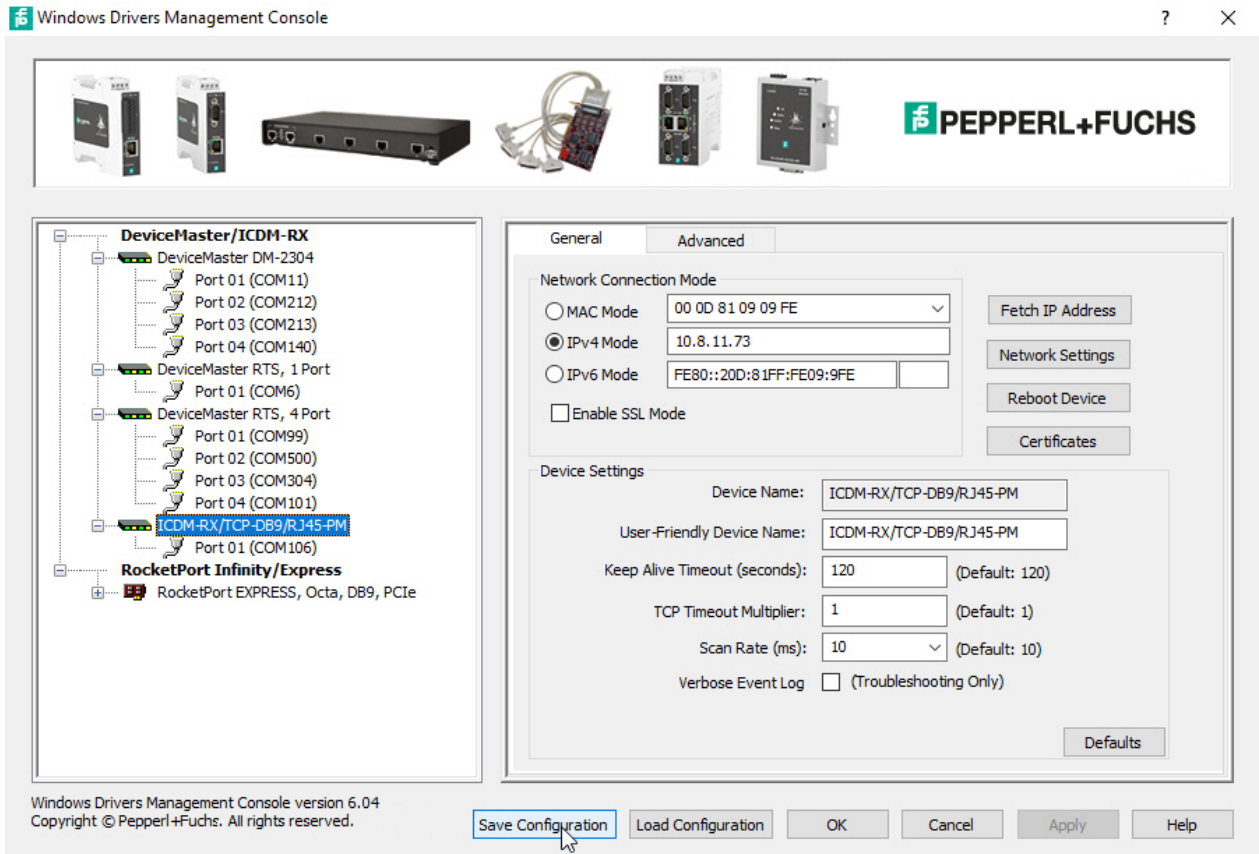 Windows Drivers Management Console
PEPPERL+FUCHS
DeviceMaster/ICDM-RX
DeviceMaster DM-2304
Port 01 (COM11)
Port 02 (COM212)
Port 03 (COM213)
Port 04 (COM140)
DeviceMaster RTS, 1 Port
Port 01 (COM6)
DeviceMaster RTS, 4 Port
Port 01 (COM99)
Port 02 (COM500)
Port 03 (COM304)
Port 04 (COM101)
ICDM-RX/TCP-DB9/RJ45-PM
Port 01 (COM106)
RocketPort Infinity/Express
RocketPort EXPRESS, Octa, DB9, PCIe
General Advanced
Network Connection Mode
MAC Mode 00 0D 81 09 09 FE
IPv4 Mode 10.8.11.73
IPv6 Mode FE80::20D:81FF:FE09:9FE
Enable SSL Mode
Fetch IP Address
Network Settings
Reboot Device
Certificates
Device Settings
Device Name: ICDM-RX/TCP-DB9/RJ45-PM
User-Friendly Device Name: ICDM-RX/TCP-DB9/RJ45-PM
Keep Alive Timeout (seconds): 120 (Default: 120)
TCP Timeout Multiplier: 1 (Default: 1)
Scan Rate (ms): 10 (Default: 10)
Verbose Event Log (Troubleshooting Only)
Defaults
Windows Drivers Management Console version 6.04
Copyright © Pepperl+Fuchs. All rights reserved.
Save Configuration Load Configuration OK Cancel Apply Help